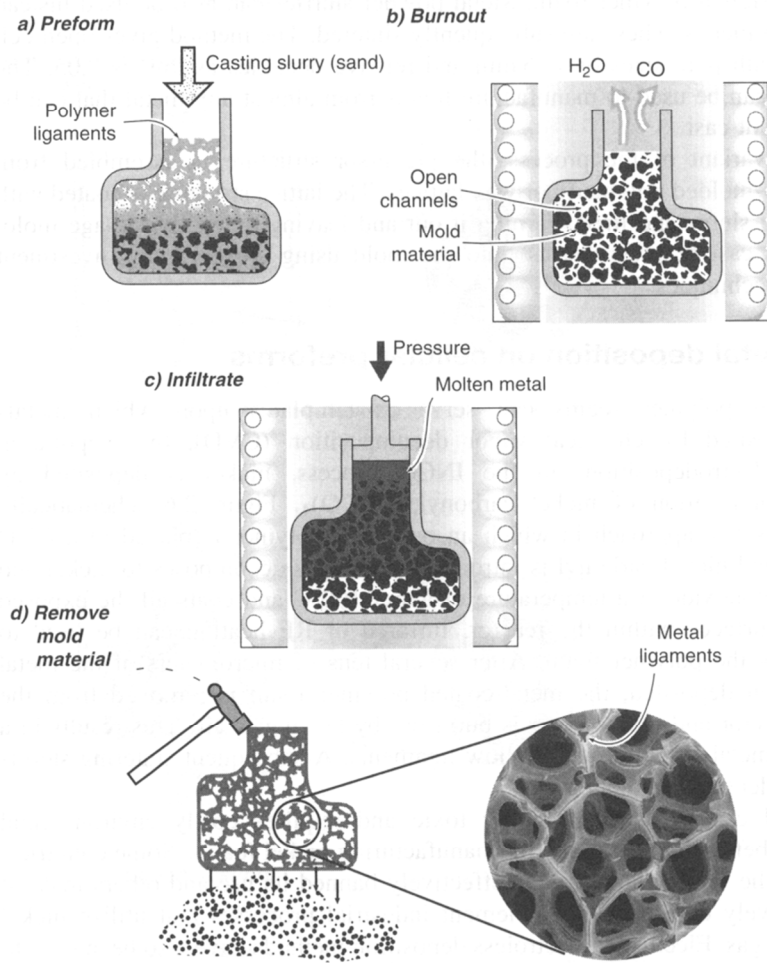 a) Preform
Casting slurry (sand)
Polymer
ligaments
b) Burnout
H2O
CO
Open
channels
Mold
material
Pressure
c) Infiltrate
Molten metal
d) Remove
mold
material
Metal
ligaments